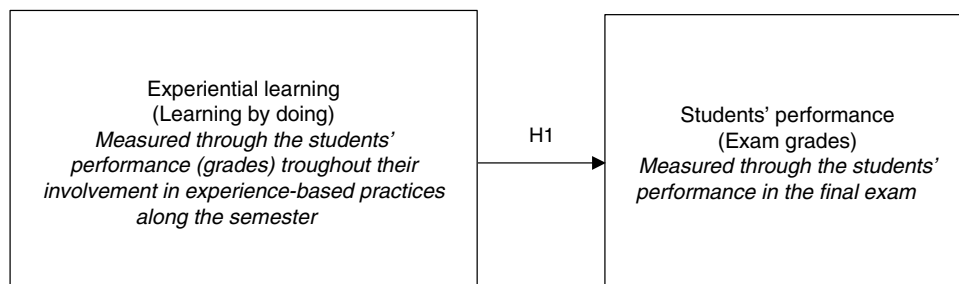 Experiential learning
(Learning by doing)
Measured through the students’
performance (grades) troughout their
involvement in experience-based practices
along the semester
H1
Students’ performance
(Exam grades)
Measured through the students’
performance in the final exam